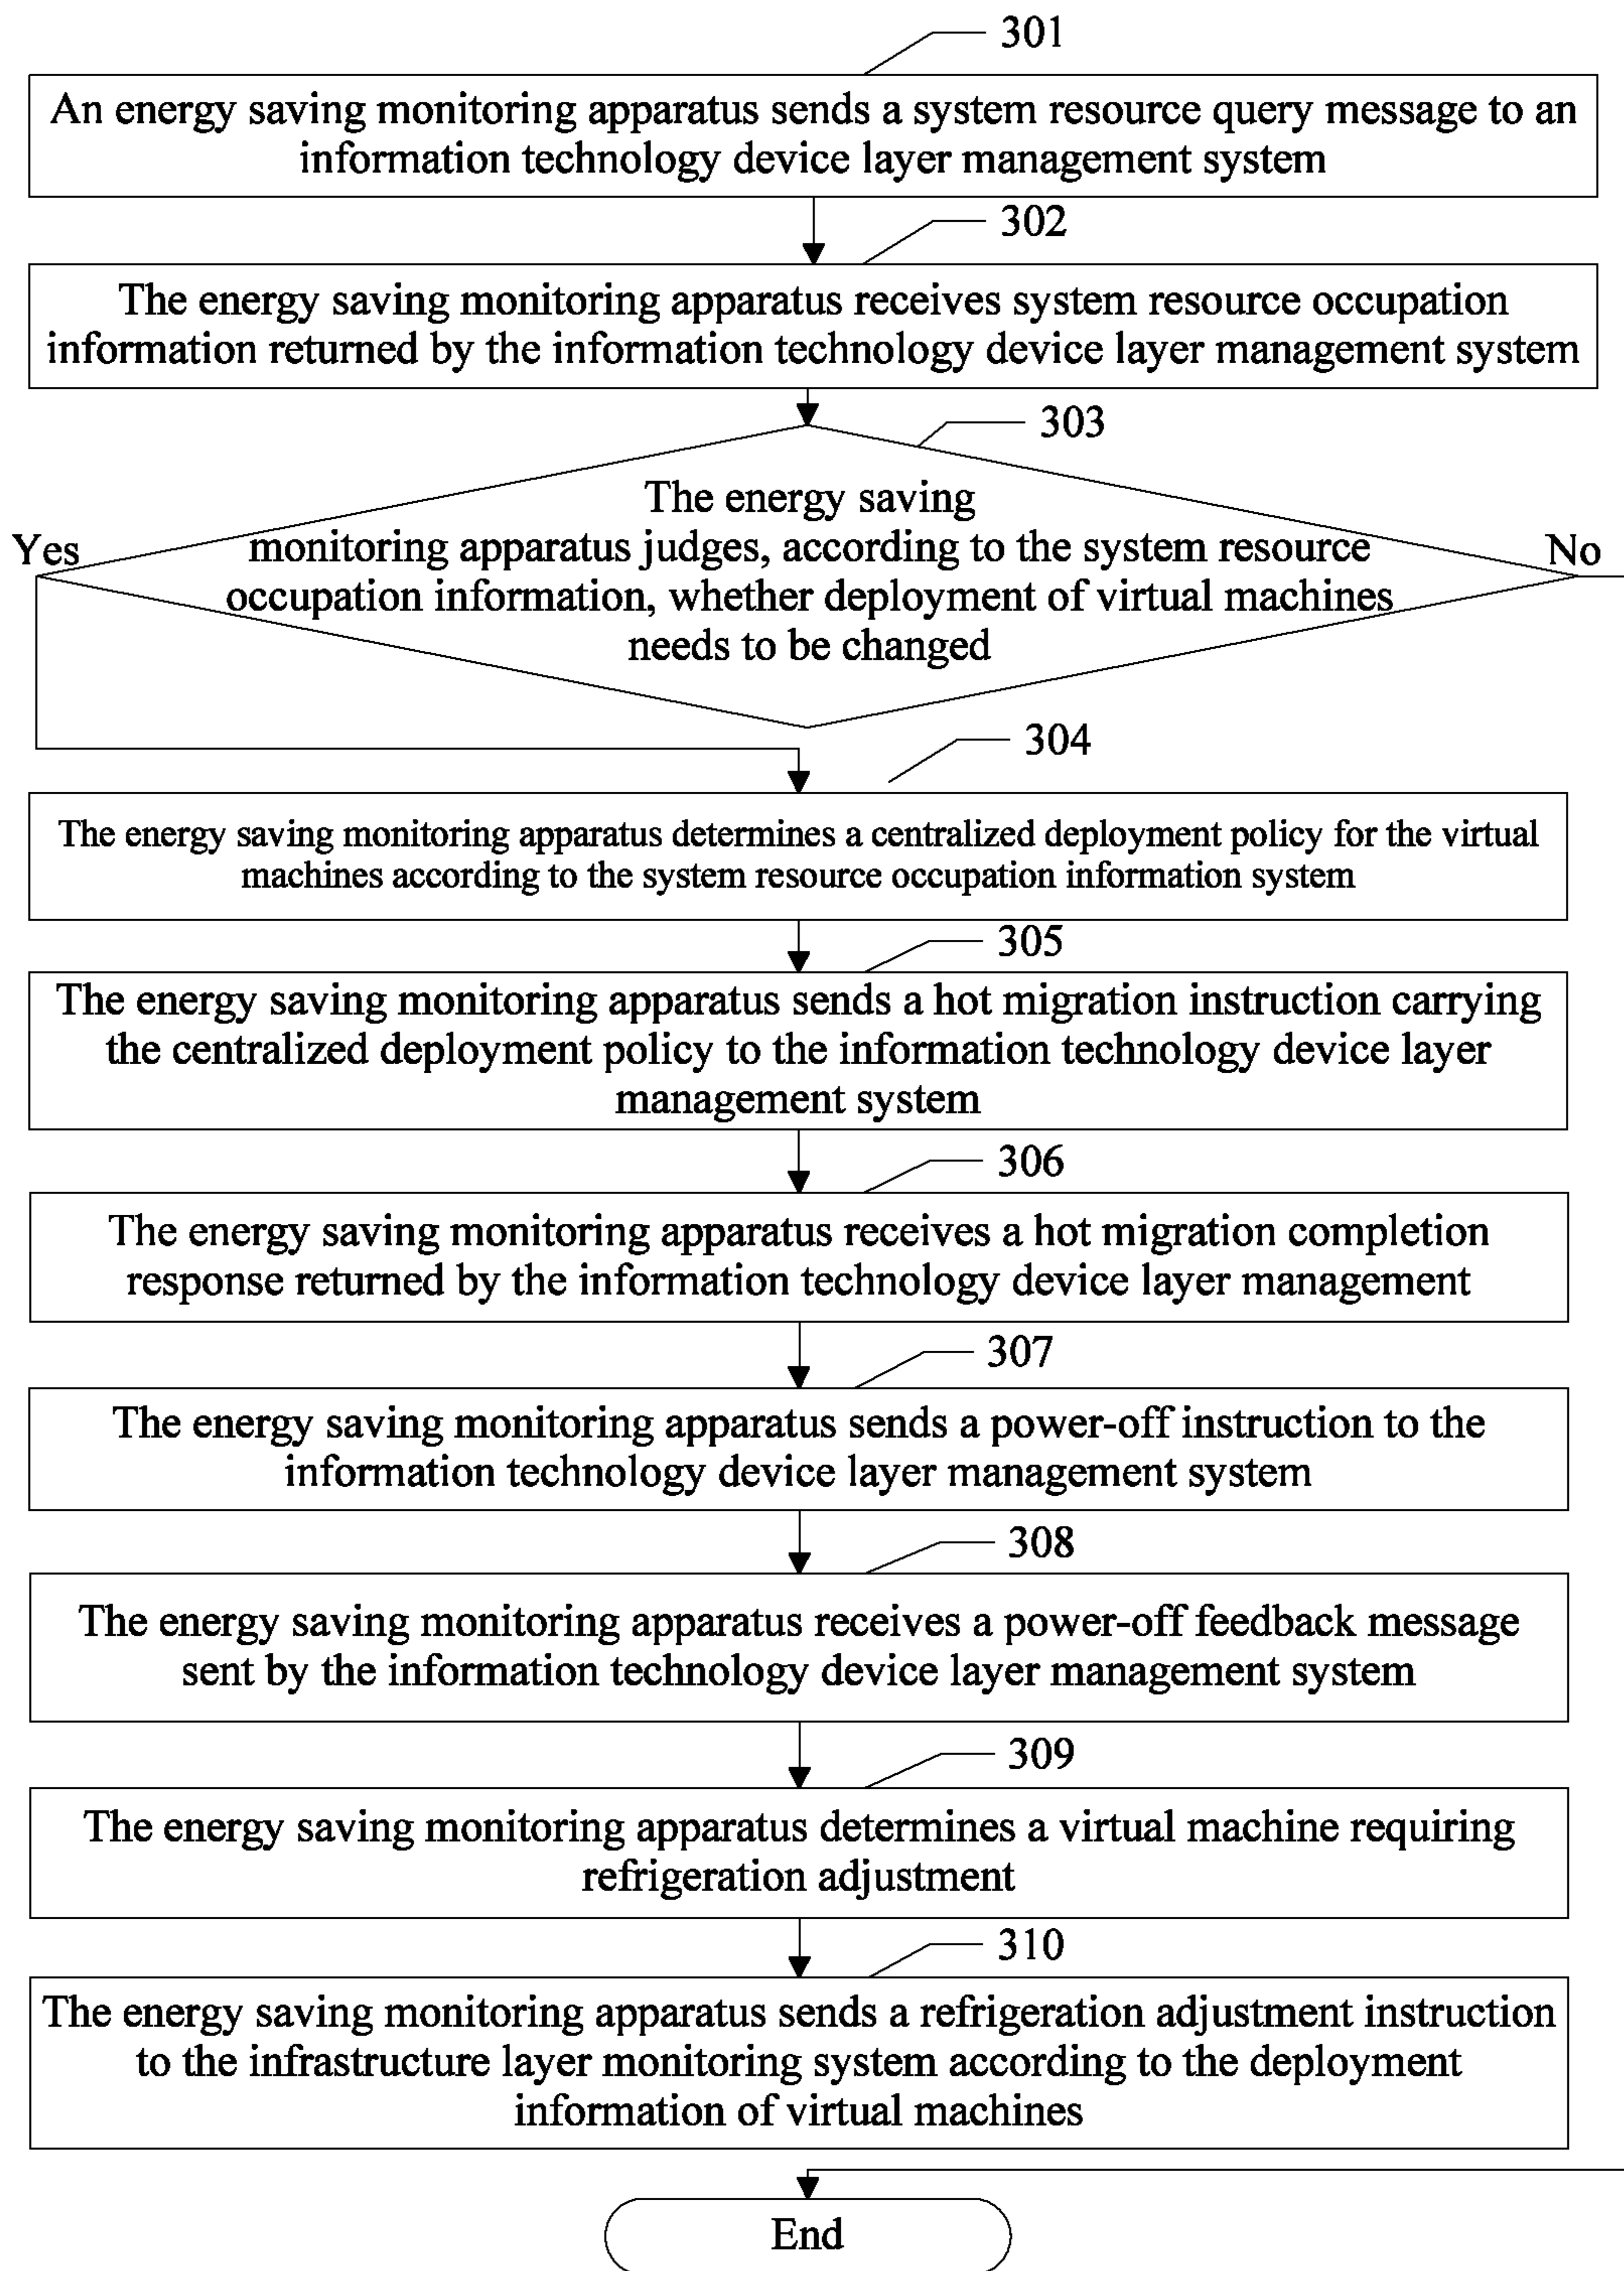 301
An energy saving monitoring apparatus sends a system resource query message to an
information technology device layer management system
302
The energy saving monitoring apparatus receives system resource occupation
information returned by the information technology device layer management system
303
The energy saving
monitoring apparatus judges, according to the system resource
occupation information, whether deployment of virtual machines
needs to be changed
Yes
No
304
The energy saving monitoring apparatus determines a centralized deployment policy for the virtual
machines according to the system resource occupation information system
305
The energy saving monitoring apparatus sends a hot migration instruction carrying
the centralized deployment policy to the information technology device layer
management system
306
The energy saving monitoring apparatus receives a hot migration completion
response returned by the information technology device layer management
307
The energy saving monitoring apparatus sends a power-off instruction to the
information technology device layer management system
308
The energy saving monitoring apparatus receives a power-off feedback message
sent by the information technology device layer management system
309
The energy saving monitoring apparatus determines a virtual machine requiring
refrigeration adjustment
310
The energy saving monitoring apparatus sends a refrigeration adjustment instruction
to the infrastructure layer monitoring system according to the deployment
information of virtual machines
End